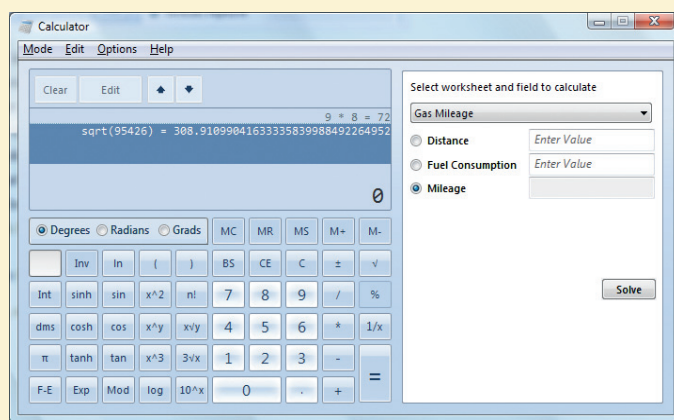 Calculator
Mode Edit Options Help
Clear Edit
9 * 8 = 72
sqrt(95426) = 308.91099041633335839988492264952
0
Degrees Radians Grads MC MR MS M+ M-
Inv ln ( ) BS CE C ± √
Int sinh sin x^2 n! 7 8 9 / %
dms cosh cos x^y x√y 4 5 6 * 1/x
π tanh tan x^3 3√x 1 2 3 - =
F-E Exp Mod log 10^x 0 . +
Select worksheet and field to calculate
Gas Mileage
Distance Enter Value
Fuel Consumption Enter Value
Mileage
Solve